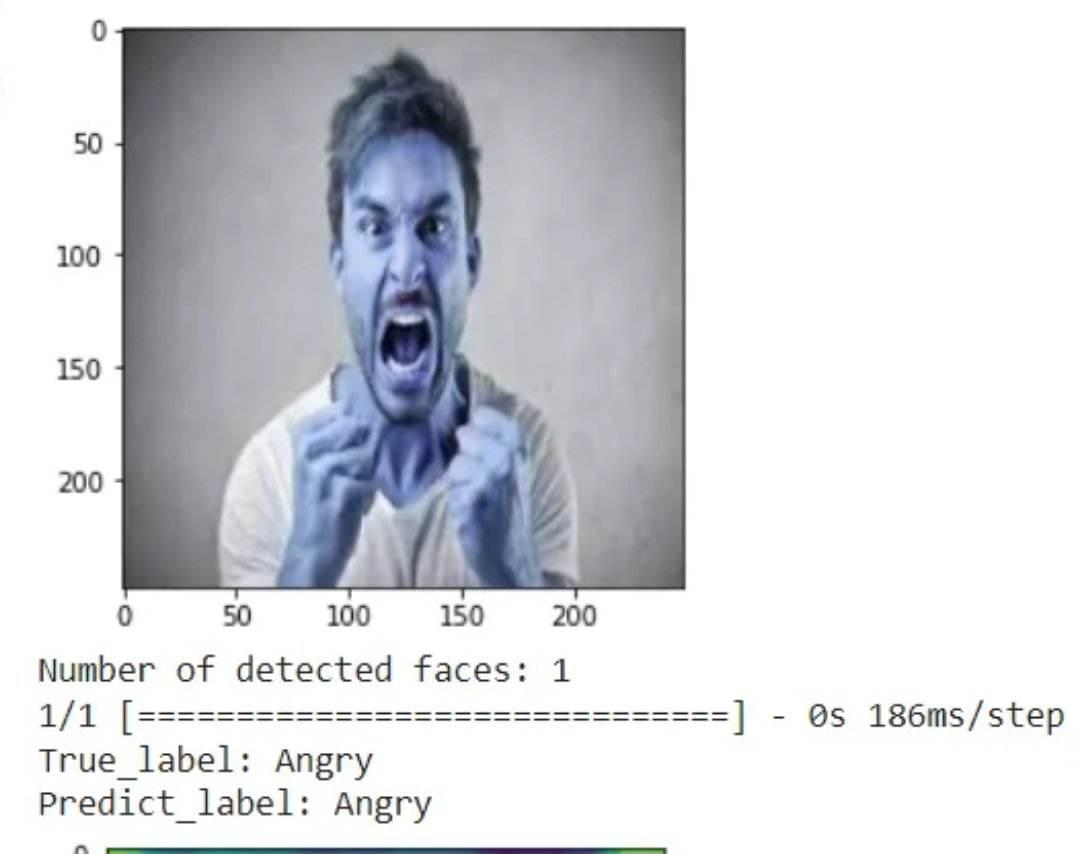 0
50
100
150
200
0 50 100 150 200
Number of detected faces: 1
1/1 [==============================] - 0s 186ms/step
True_label: Angry
Predict_label: Angry
0